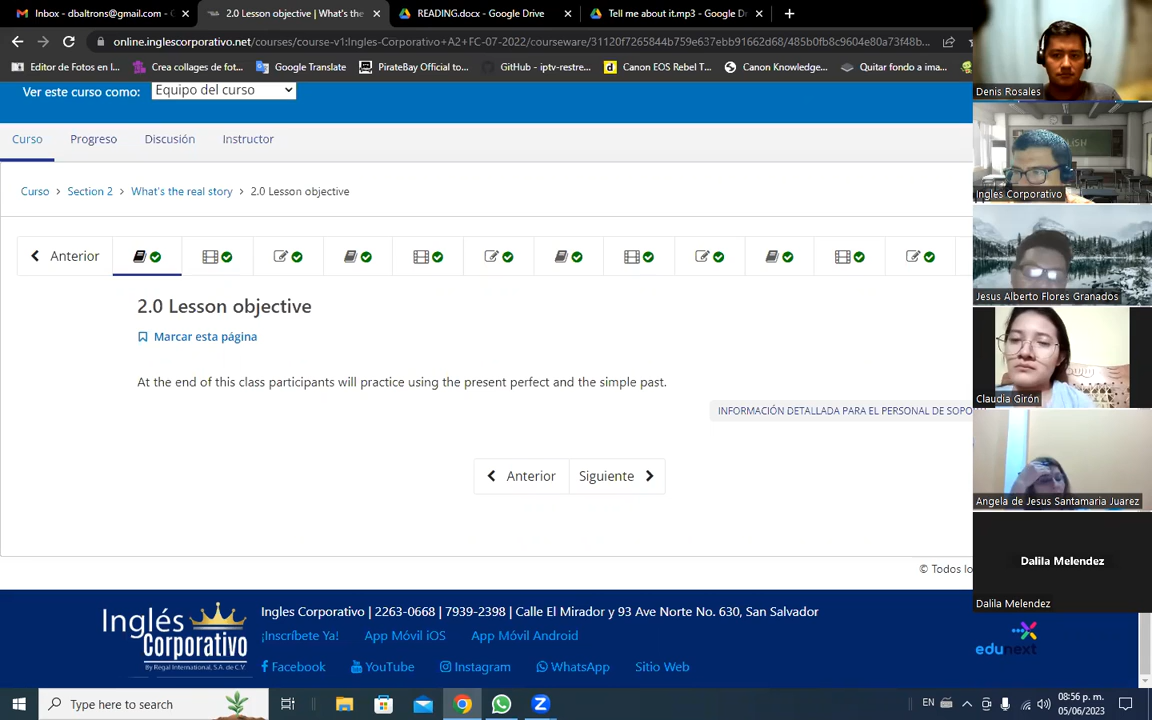 Inbox - dbaltrons@gmail.com -
2.0 Lesson objective | What's the
READING.docx - Google Drive
Tell me about it.mp3 - Google D
online.inglescorporativo.net/courses/course-v1:Ingles-Corporativo+A2+FC-07-2022/courseware/31120f7265844b759e637ebb91662d68/485b0fb8c9604e80a73f48b...
Editor de Fotos en l...
Crea collages de fot...
Google Translate
PirateBay Official to...
GitHub - iptv-restre...
Canon EOS Rebel T...
Canon Knowledge...
Quitar fondo a ima...
Ver este curso como:
Equipo del curso
Curso
Progreso
Discusión
Instructor
Curso > Section 2 > What's the real story > 2.0 Lesson objective
Anterior
2.0 Lesson objective
Marcar esta página
At the end of this class participants will practice using the present perfect and the simple past.
INFORMACIÓN DETALLADA PARA EL PERSONAL DE SOPO
Anterior
Siguiente
© Todos lo
Inglés
Corporativo
By Regal International, S.A. de C.V
Ingles Corporativo | 2263-0668 | 7939-2398 | Calle El Mirador y 93 Ave Norte No. 630, San Salvador
¡Inscríbete Ya!
App Móvil iOS
App Móvil Android
Facebook
YouTube
Instagram
WhatsApp
Sitio Web
edunext
Denis Rosales
Ingles Corporativo
Jesus Alberto Flores Granados
Claudia Girón
Angela de Jesus Santamaria Juarez
Dalila Melendez
Dalila Melendez
Type here to search
EN
08:56 p. m.
05/06/2023